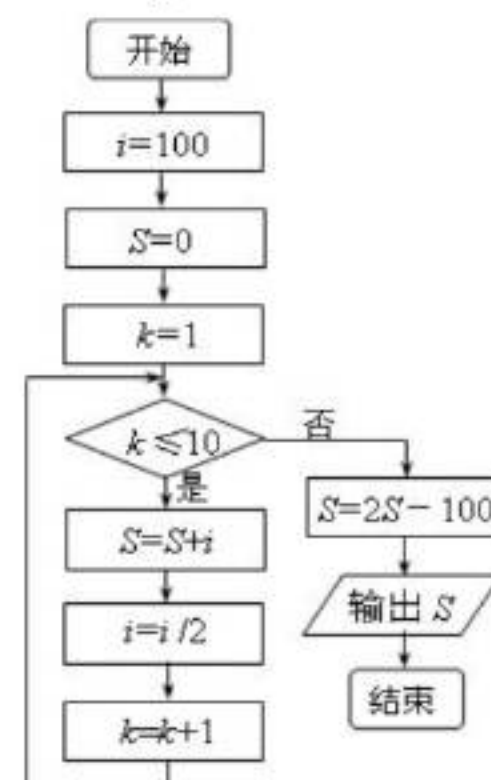 开始
i=100
S=0
k=1
k≤10
否
是
S=S+i
i=i/2
k=k+1
S=2S-100
输出 S
结束